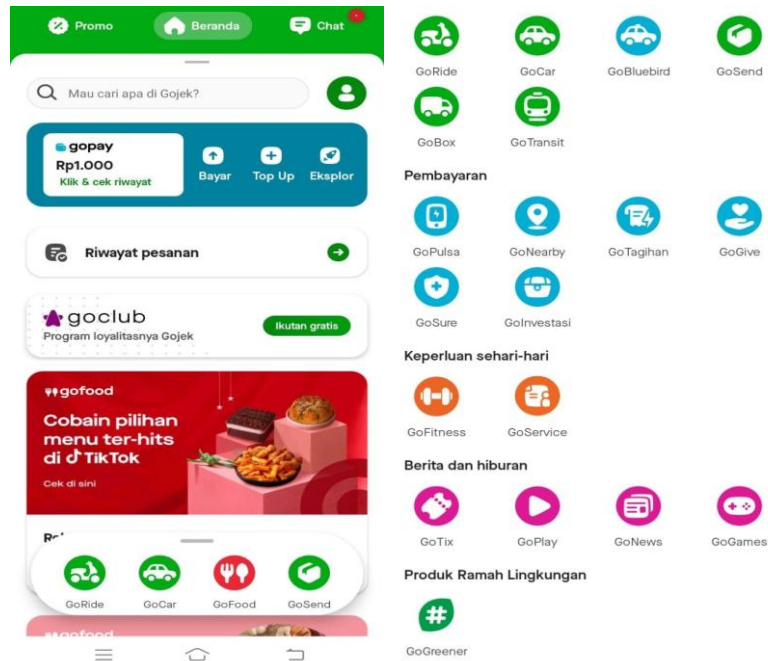 Promo
Beranda
Chat
Mau cari apa di Gojek?
gopay
Rp1.000
Klik & cek riwayat
Bayar
Top Up
Eksplor
Riwayat pesanan
goclub
Program loyalitasnya Gojek
Ikutan gratis
gofood
Cobain pilihan
menu ter-hits
di TikTok
Cek di sini
GoRide
GoCar
GoFood
GoSend
gofood
GoRide
GoCar
GoBluebird
GoSend
GoBox
GoTransit
Pembayaran
GoPulsa
GoNearby
GoTagihan
GoGive
GoSure
GoInvestasi
Keperluan sehari-hari
GoFitness
GoService
Berita dan hiburan
GoTix
GoPlay
GoNews
GoGames
Produk Ramah Lingkungan
GoGreener